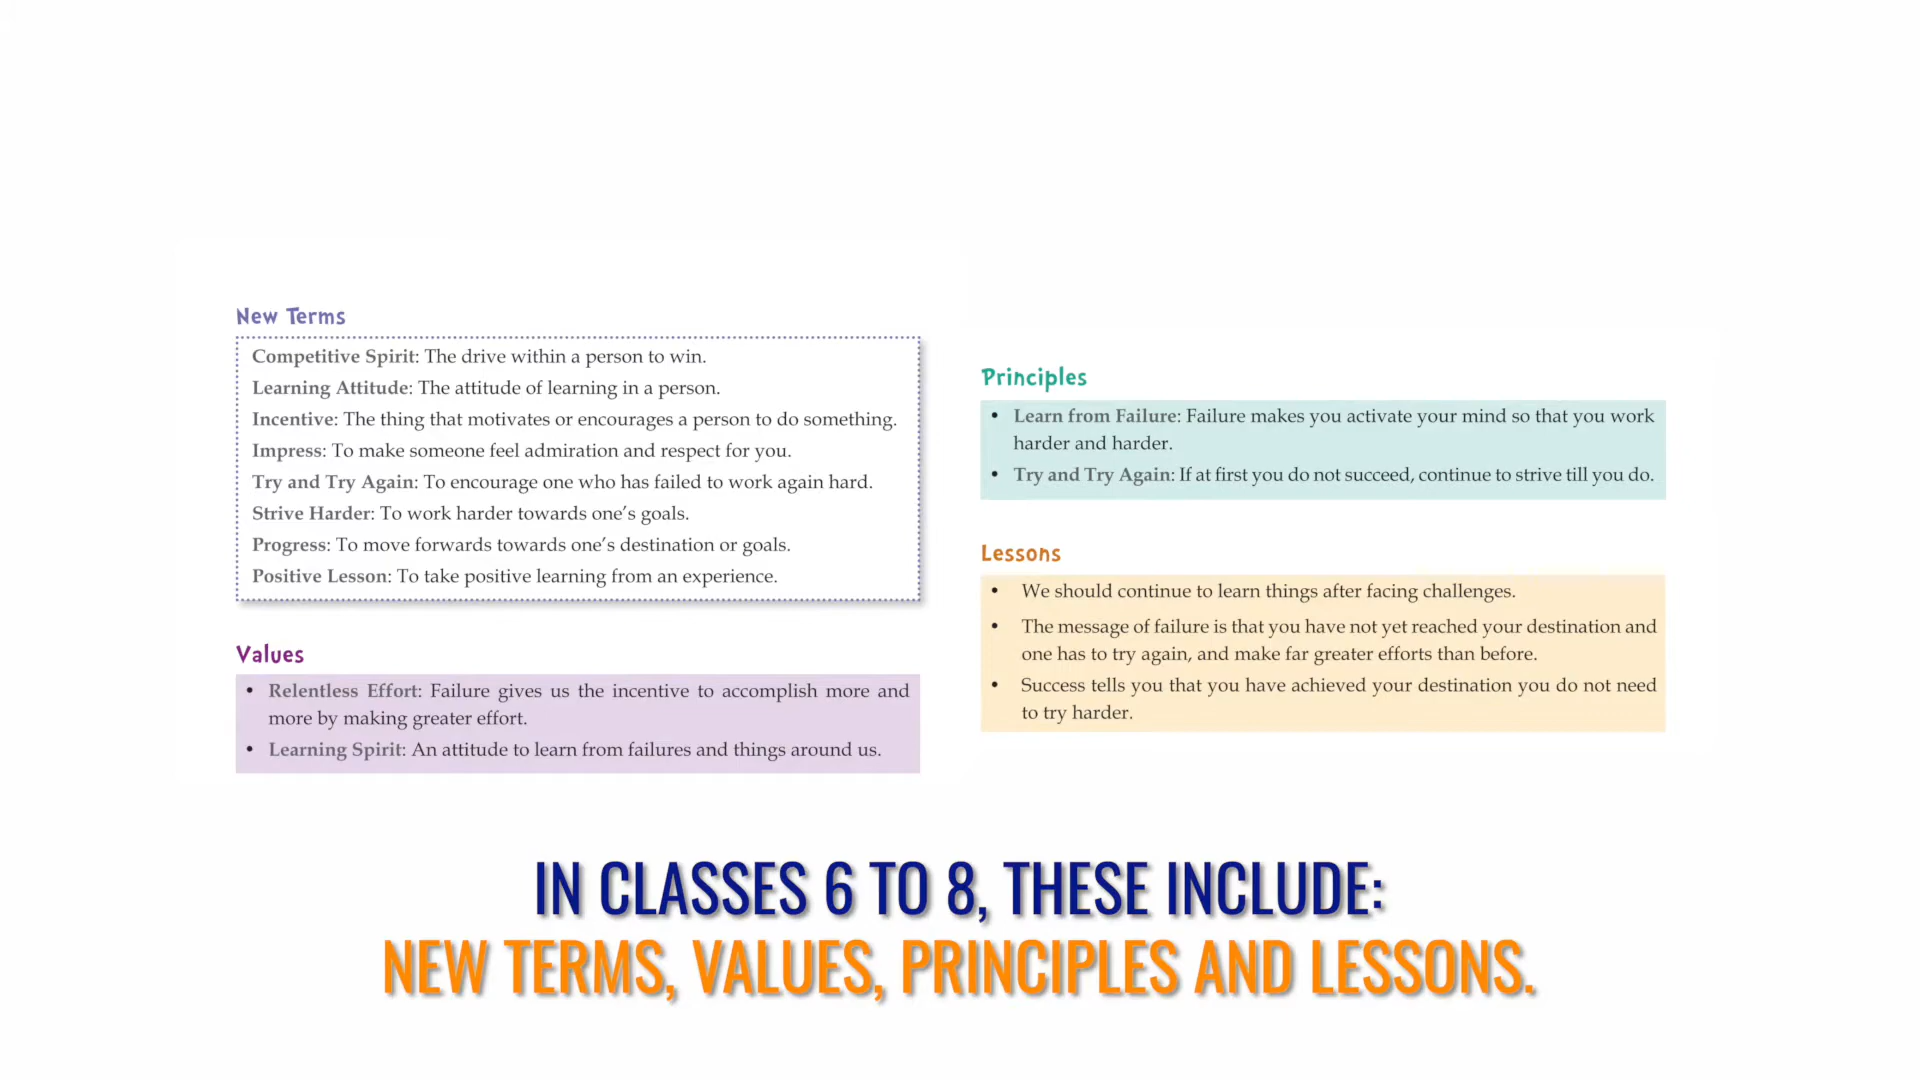 New Terms
Competitive Spirit: The drive within a person to win.
Learning Attitude: The attitude of learning in a person.
Incentive: The thing that motivates or encourages a person to do something.
Impress: To make someone feel admiration and respect for you.
Try and Try Again: To encourage one who has failed to work again hard.
Strive Harder: To work harder towards one’s goals.
Progress: To move forwards towards one’s destination or goals.
Positive Lesson: To take positive learning from an experience.
Values
• Relentless Effort: Failure gives us the incentive to accomplish more and
more by making greater effort.
• Learning Spirit: An attitude to learn from failures and things around us.
Principles
• Learn from Failure: Failure makes you activate your mind so that you work
harder and harder.
• Try and Try Again: If at first you do not succeed, continue to strive till you do.
Lessons
• We should continue to learn things after facing challenges.
• The message of failure is that you have not yet reached your destination and
one has to try again, and make far greater efforts than before.
• Success tells you that you have achieved your destination you do not need
to try harder.
IN CLASSES 6 TO 8, THESE INCLUDE:
NEW TERMS, VALUES, PRINCIPLES AND LESSONS.